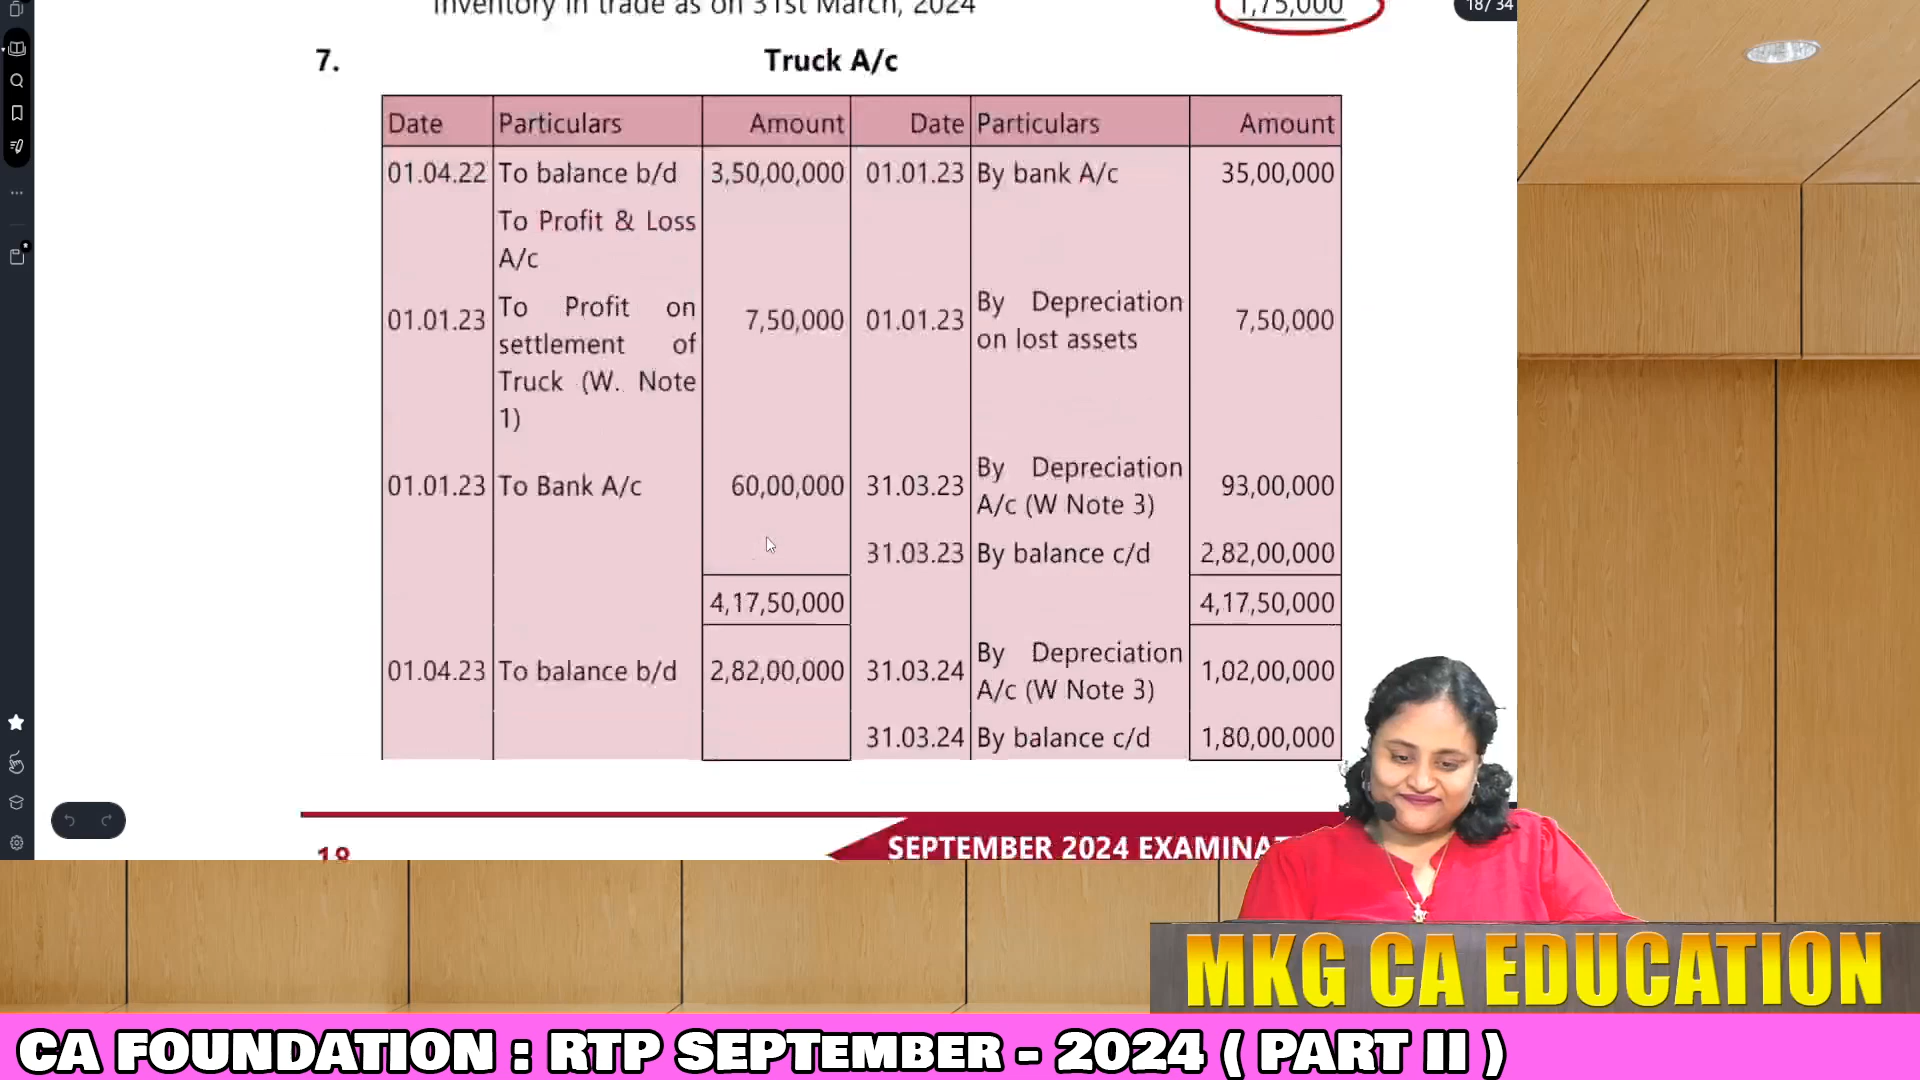 Inventory in trade as on 31st March, 2024 1,75,000
18/ 34
7. Truck A/c
Date Particulars Amount Date Particulars Amount
01.04.22 To balance b/d 3,50,00,000 01.01.23 By bank A/c 35,00,000
To Profit & Loss
A/c
01.01.23 To Profit on
settlement of
Truck (W. Note
1) 7,50,000 01.01.23 By Depreciation
on lost assets 7,50,000
01.01.23 To Bank A/c 60,00,000 31.03.23 By Depreciation
A/c (W Note 3) 93,00,000
31.03.23 By balance c/d 2,82,00,000
4,17,50,000 4,17,50,000
01.04.23 To balance b/d 2,82,00,000 31.03.24 By Depreciation
A/c (W Note 3) 1,02,00,000
31.03.24 By balance c/d 1,80,00,000
18 SEPTEMBER 2024 EXAMINAT
MKG CA EDUCATION
CA FOUNDATION : RTP SEPTEMBER - 2024 ( PART II )